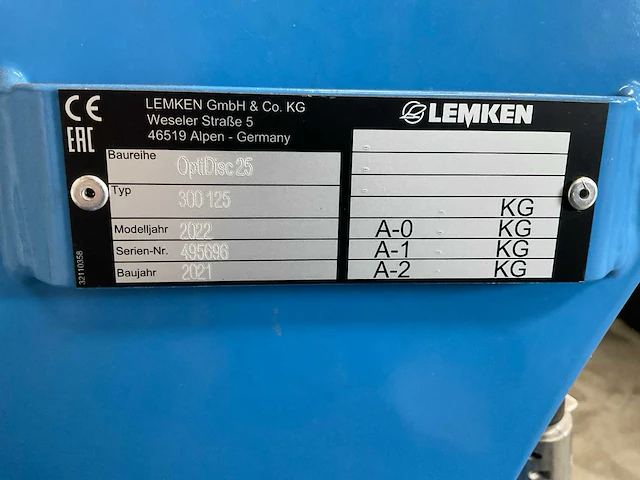 CE
EAC
LEMKEN GmbH & Co. KG
Weseler Straße 5
46519 Alpen - Germany
LEMKEN
Baureihe OptiDisc 25
Typ 300 125
Modelljahr 2022
Serien-Nr. 495696
Baujahr 2021
- 
-
-
- KG
A-0 - KG
A-1 - KG
A-2 - KG
32110358